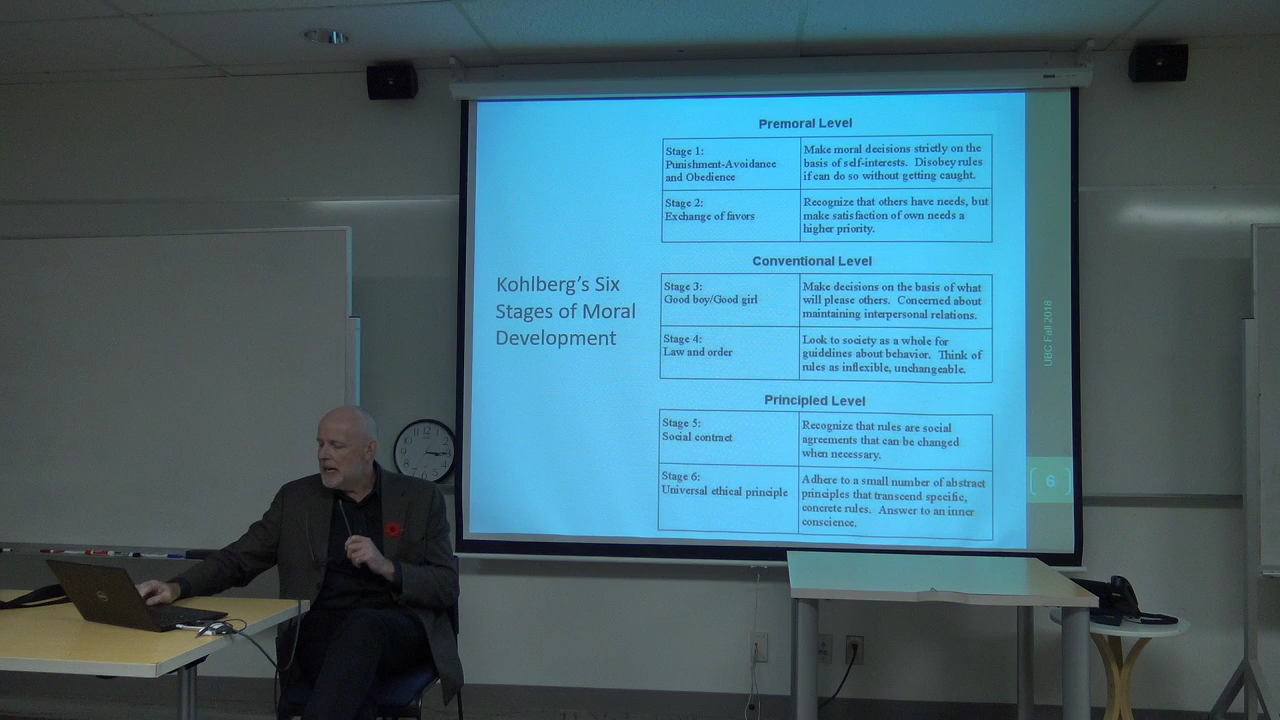 Kohlberg's Six
Stages of Moral
Development
Premoral Level
Stage 1:
Punishment-Avoidance
and Obedience
Make moral decisions strictly on the
basis of self-interests.  Disobey rules
if can do so without getting caught.
Stage 2:
Exchange of favors
Recognize that others have needs, but
make satisfaction of own needs a
higher priority.
Conventional Level
Stage 3:
Good boy/Good girl
Make decisions on the basis of what
will please others.  Concerned about
maintaining interpersonal relations.
Stage 4:
Law and order
Look to society as a whole for
guidelines about behavior.  Think of
rules as inflexible, unchangeable.
Principled Level
Stage 5:
Social contract
Recognize that rules are social
agreements that can be changed
when necessary.
Stage 6:
Universal ethical principle
Adhere to a small number of abstract
principles that transcend specific,
concrete rules.  Answer to an inner
conscience.
UBC Fall 2018
6